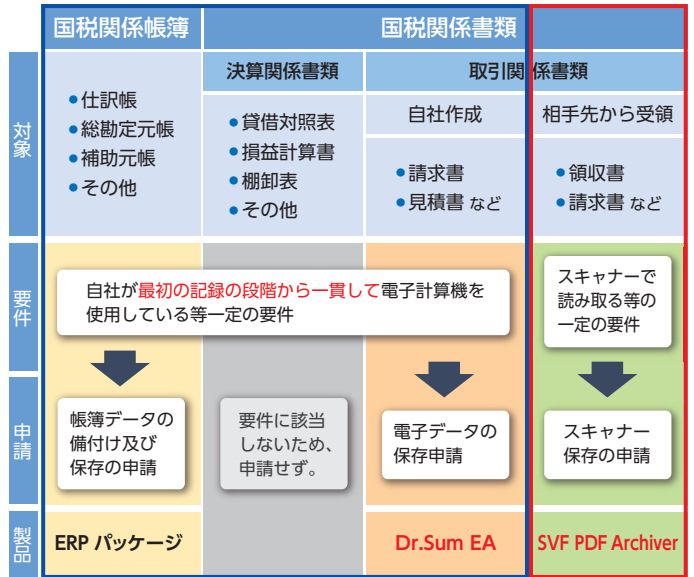 国税関係帳簿
国税関係書類
対象
•仕訳帳
•総勘定元帳
•補助元帳
•その他
決算関係書類
•貸借対照表
•損益計算書
•棚卸表
•その他
取引関係書類
自社作成
•請求書
•見積書 など
相手先から受領
•領収書
•請求書 など
要件
自社が最初の記録の段階から一貫して電子計算機を
使用している等一定の要件
スキャナーで
読み取る等の
一定の要件
申請
帳簿データの
備付け及び
保存の申請
要件に該当
しないため、
申請せず。
電子データの
保存申請
スキャナー
保存の申請
製品
ERP パッケージ
Dr.Sum EA
SVF PDF Archiver